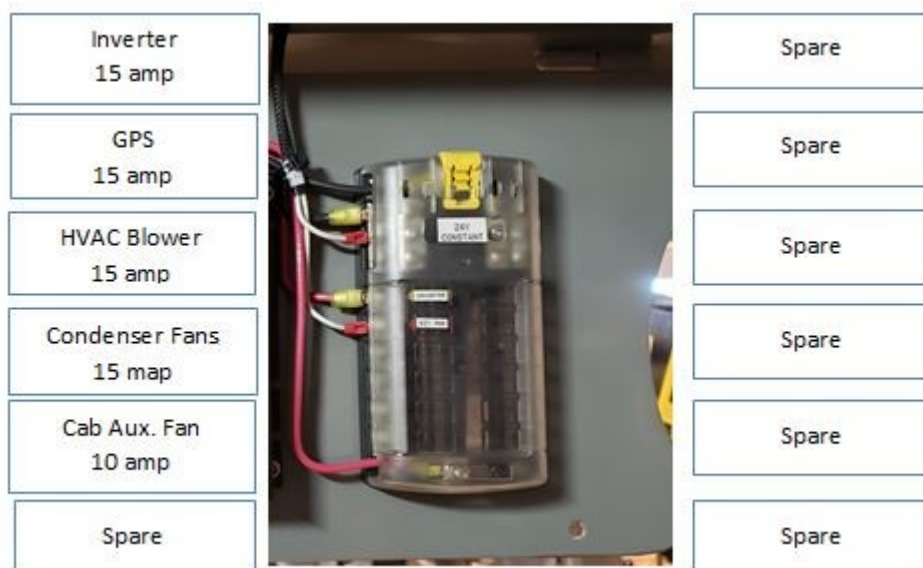 Inverter
15 amp
GPS
15 amp
HVAC Blower
15 amp
Condenser Fans
15 map
Cab Aux. Fan
10 amp
Spare
24V
CONSTANT
Spare
Spare
Spare
Spare
Spare
Spare